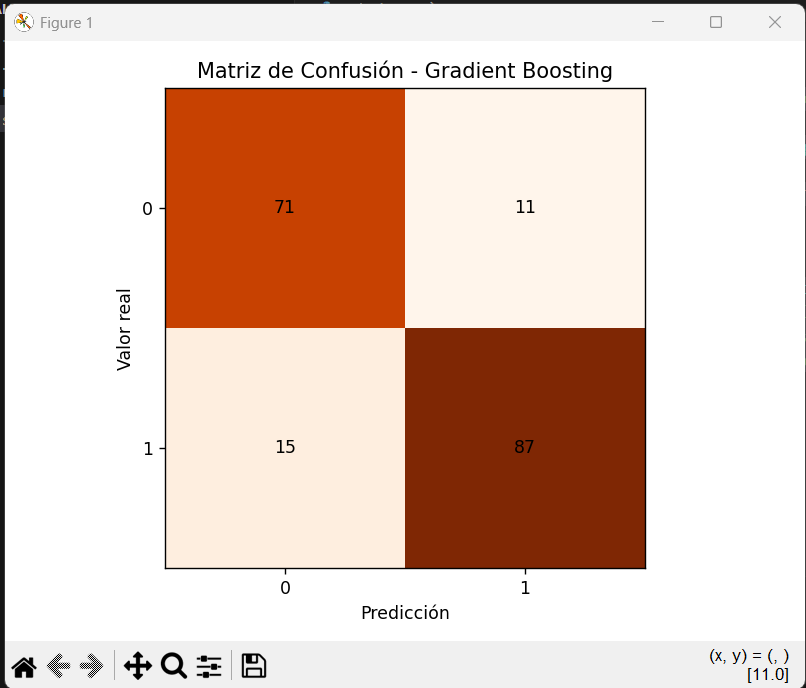 Figure 1
Matriz de Confusión - Gradient Boosting
0
71
11
Valor real
1
15
87
0
1
Predicción
(x, y) = (, )
[11.0]